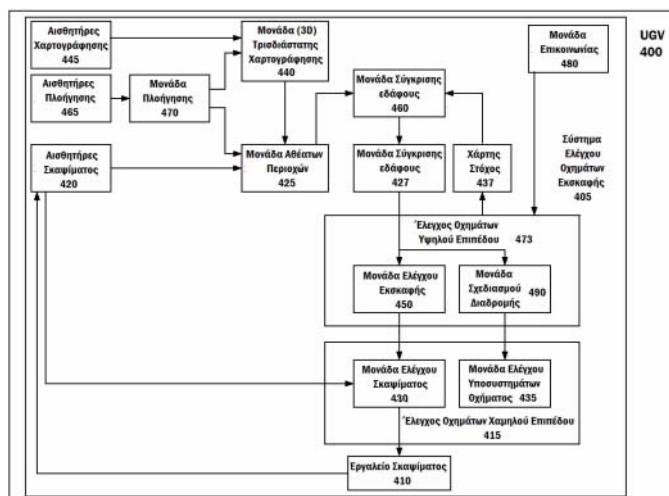 UGV
400
Αισθητήρες
Χαρτογράφησης
445
Μονάδα (3D)
Τρισδιάστατης
Χαρτογράφησης
440
Μονάδα
Επικοινωνίας
480
Αισθητήρες
Πλοήγησης
465
Μονάδα
Πλοήγησης
470
Μονάδα Σύγκρισης
εδάφους
460
Αισθητήρες
Σκαψίματος
420
Μονάδα Αθέατων
Περιοχών
425
Μονάδα Σύγκρισης
εδάφους
427
Χάρτης
Στόχος
437
Σύστημα
Ελέγχου
Οχημάτων
Εκσκαφής
405
Έλεγχος Οχημάτων
Υψηλού Επιπέδου 473
Μονάδα Ελέγχου
Εκσκαφής
450
Μονάδα
Σχεδιασμού 490
Διαδρομής
Μονάδα Ελέγχου
Σκαψίματος
430
Μονάδα Ελέγχου
Υποσυστημάτων
Οχήματος 435
Έλεγχος Οχημάτων Χαμηλού Επιπέδου
415
Εργαλείο Σκαψίματος
410